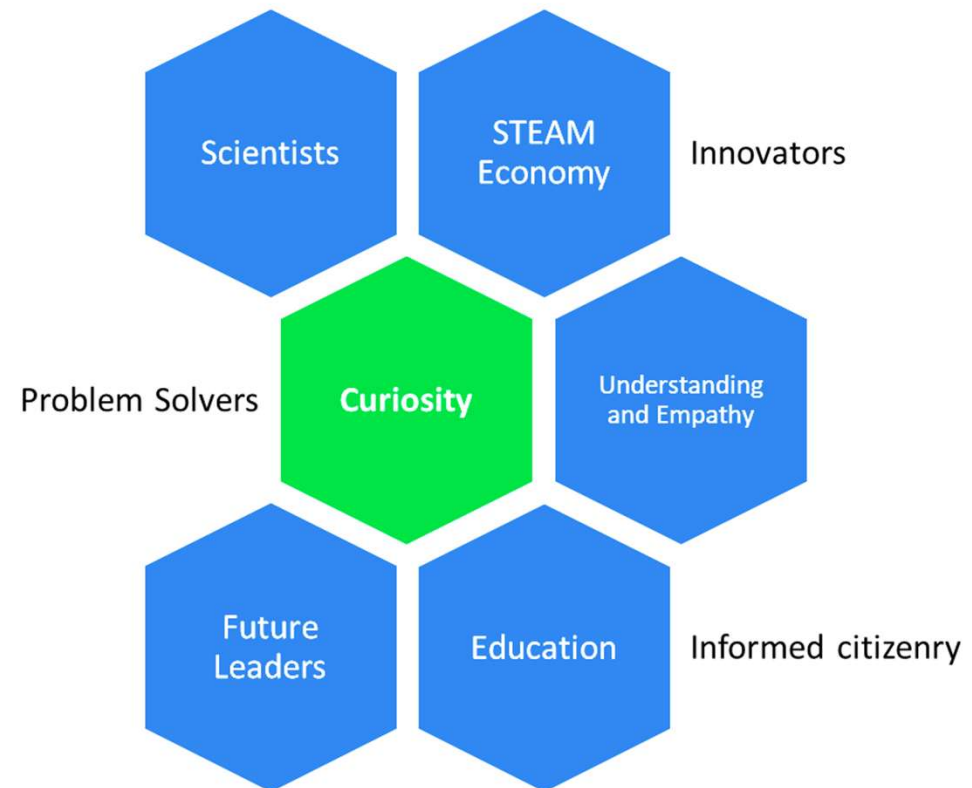 Scientists
STEAM
Economy
Innovators
Problem Solvers
Curiosity
Understanding
and Empathy
Future
Leaders
Education
Informed citizenry